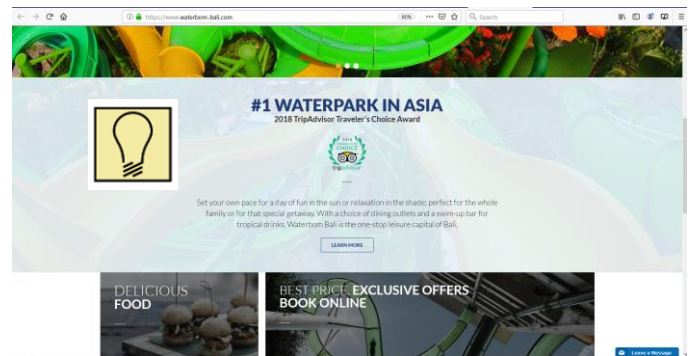 https://www.waterbom-bali.com
80%
Search
#1 WATERPARK IN ASIA
2018 TripAdvisor Traveler's Choice Award
2018
CHOICE
tripadvisor
Set your own pace for a day of fun in the sun or relaxation in the shade; perfect for the whole
family or for that special getaway. With a choice of dining outlets and a swim-up bar for
tropical drinks, Waterbom Bali is the one-stop leisure capital of Bali.
LEARN MORE
DELICIOUS
FOOD
BEST PRICE, EXCLUSIVE OFFERS
BOOK ONLINE
Leave a Message